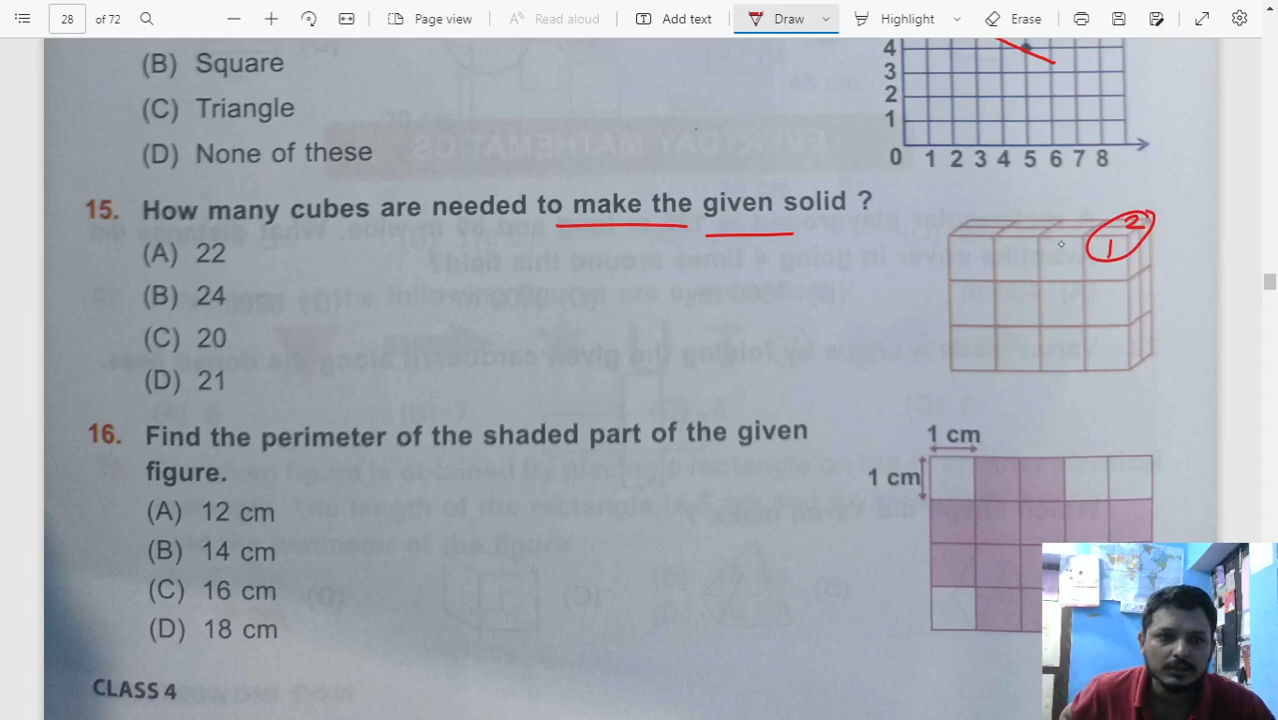 28 of 72 Page view Read aloud Add text Draw Highlight Erase
(B) Square
(C) Triangle
(D) None of these
4
3
2
1
0 1 2 3 4 5 6 7 8
15. How many cubes are needed to make the given solid ?
(A) 22
(B) 24
(C) 20
(D) 21
1 2
16. Find the perimeter of the shaded part of the given
figure.
(A) 12 cm
(B) 14 cm
(C) 16 cm
(D) 18 cm
1 cm
1 cm
CLASS 4